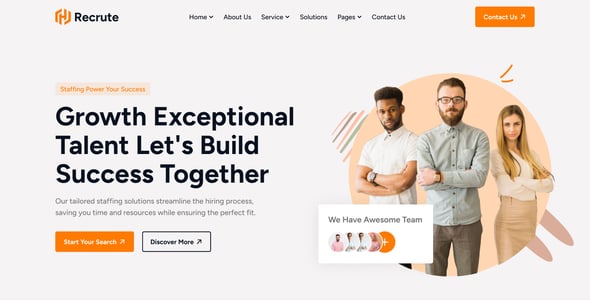 Recrute
Home
About Us
Service
Solutions
Pages
Contact Us
Contact Us
Staffing Power Your Success
Growth Exceptional
Talent Let's Build
Success Together
Our tailored staffing solutions streamline the hiring process,
saving you time and resources while ensuring the perfect fit.
Start Your Search
Discover More
We Have Awesome Team
+